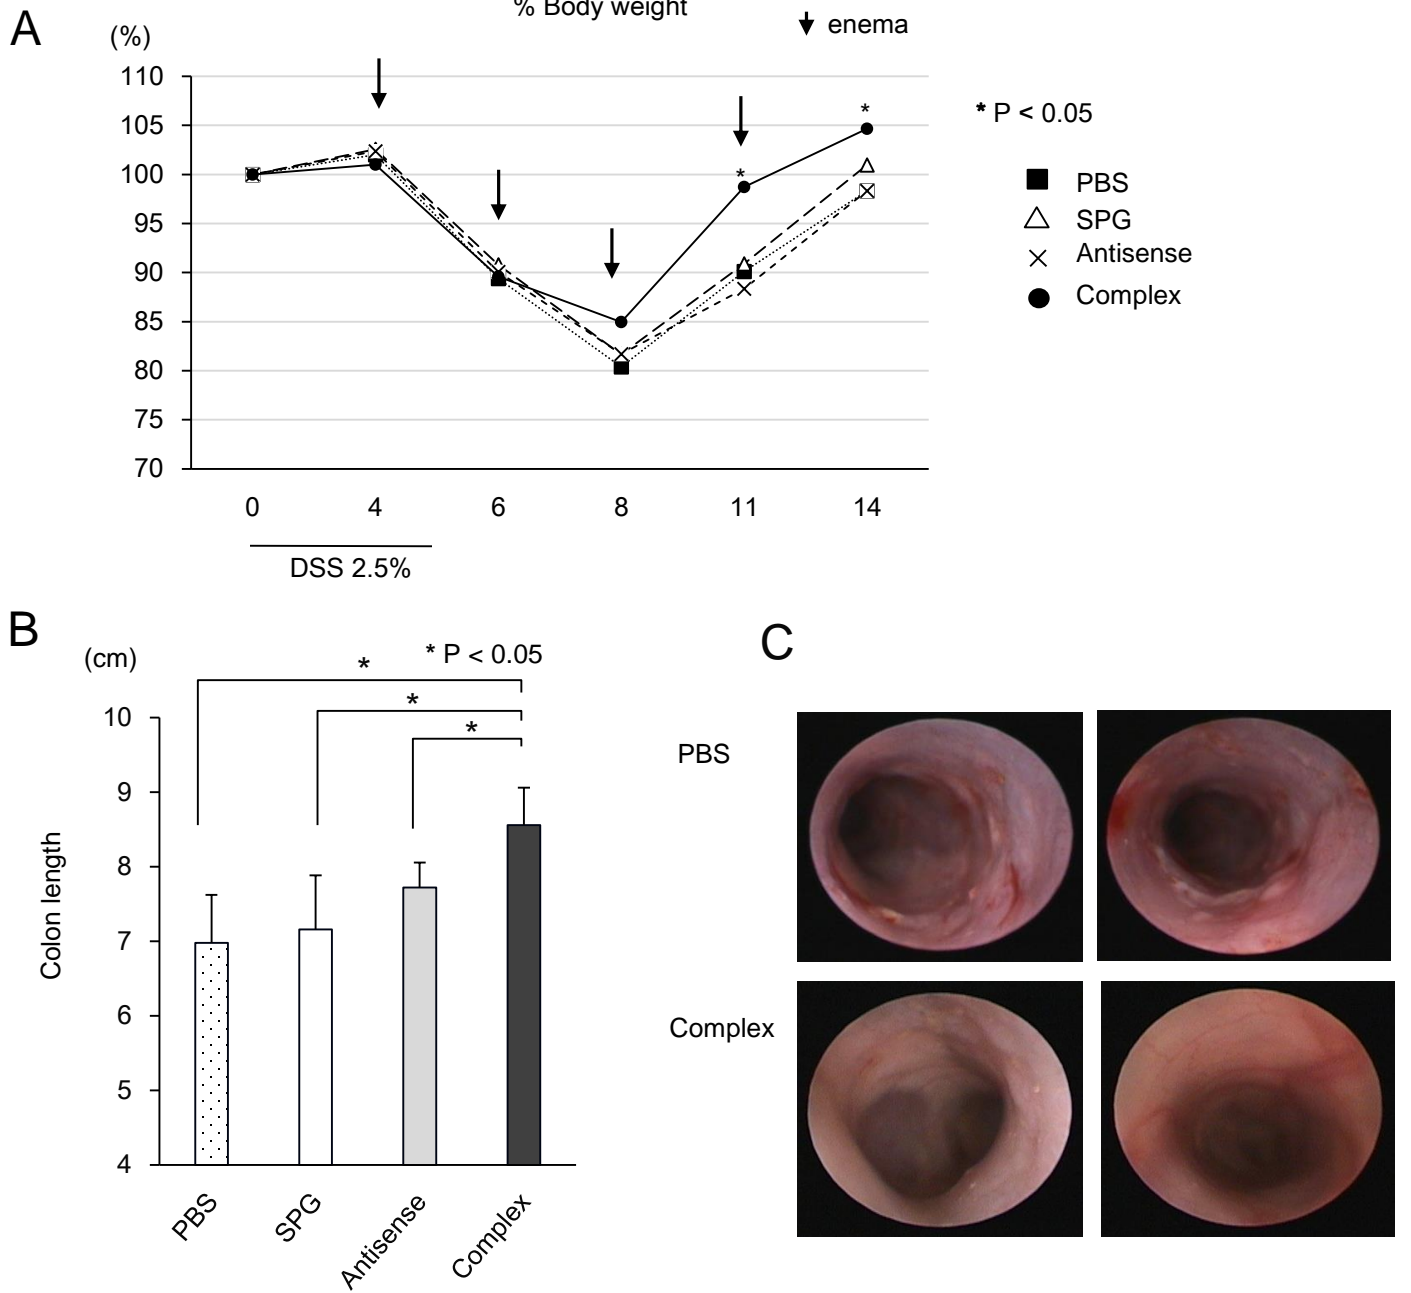 A
% Body weight
enema
(%)
110
105
100
95
90
85
80
75
70
*
*
* P < 0.05
PBS
SPG
Antisense
Complex
0 4 6 8 11 14
DSS 2.5%
B
(cm)
* P < 0.05
*
*
*
10
9
8
7
6
5
4
Colon length
PBS
SPG
Antisense
Complex
C
PBS
Complex